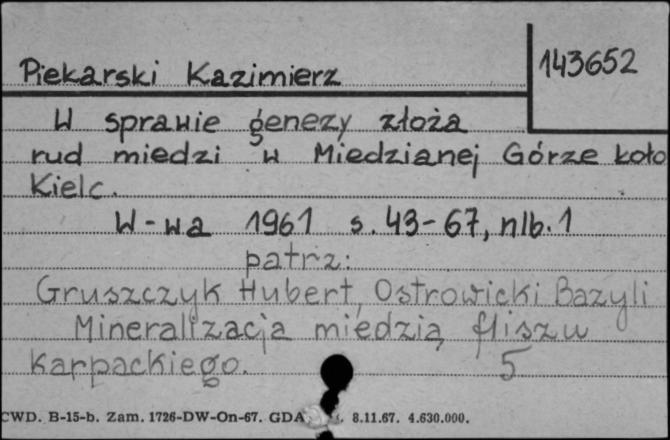 Piekarski Kazimierz
143652
W sprawie genezy złoża
rud miedzi w Miedzianej Górze koło
Kielc.
W-wa 1961 s. 43-67, nlb. 1
patrz:
Gruszczyk Hubert, Ostrowicki Bazyli
Mineralizacja miedzią fliszu
Karpackiego. 5
CWD. B-15-b. Zam. 1726-DW-On-67. GDA 8.11.67. 4.630.000.